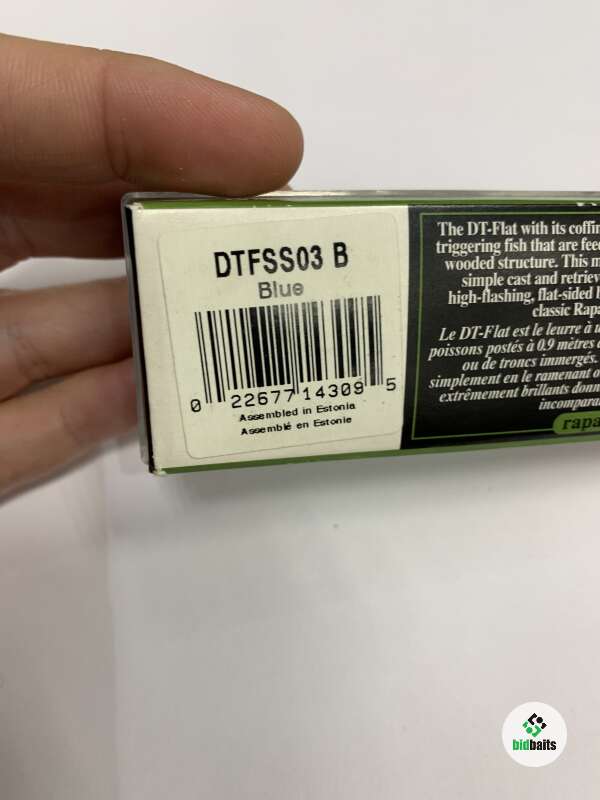 DTFSS03 B
Blue
0 22677 14309 5
Assembled in Estonia
Assemblé en Estonie
The DT-Flat with its coffin
triggering fish that are feed
wooded structure. This m
simple cast and retriev
high-flashing, flat-sided b
classic Rapa
Le DT-Flat est le leurre à u
poissons postés à 0.9 mètres
ou de troncs immergés.
simplement en le ramenant o
extrêmement brillants donn
incompara
rapa
bidbaits